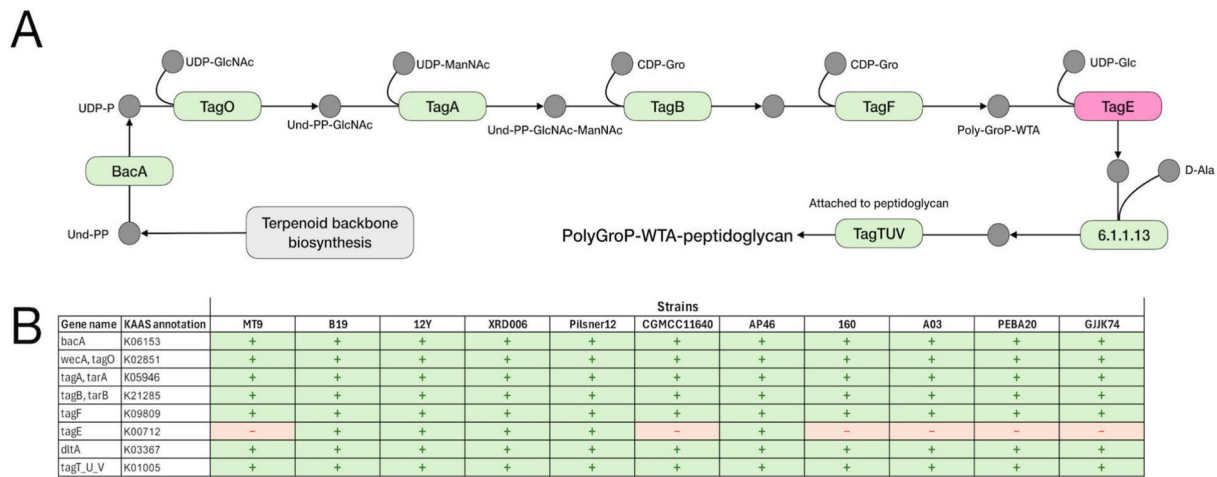 A
UDP-GlcNAc
UDP-ManNAc
CDP-Gro
CDP-Gro
UDP-Glc
UDP-P
TagO
TagA
TagB
TagF
TagE
Und-PP-GlcNAc
Und-PP-GlcNAc-ManNAc
Poly-GroP-WTA
BacA
D-Ala
Attached to peptidoglycan
Und-PP
Terpenoid backbone
biosynthesis
PolyGroP-WTA-peptidoglycan
TagTUV
6.1.1.13
B
Strains
Gene name KAAS annotation MT9 B19 12Y XRD006 Pilsner12 CGMCC11640 AP46 160 A03 PEBA20 GJJK74
bacA K06153 + + + + + + + + + + +
wecA, tagO K02851 + + + + + + + + + + +
tagA, tarA K05946 + + + + + + + + + + +
tagB, tarB K21285 + + + + + + + + + + +
tagF K09809 + + + + + + + + + + +
tagE K00712 − + + + + − + − − − −
dltA K03367 + + + + + + + + + + +
tagT_U_V K01005 + + + + + + + + + + +